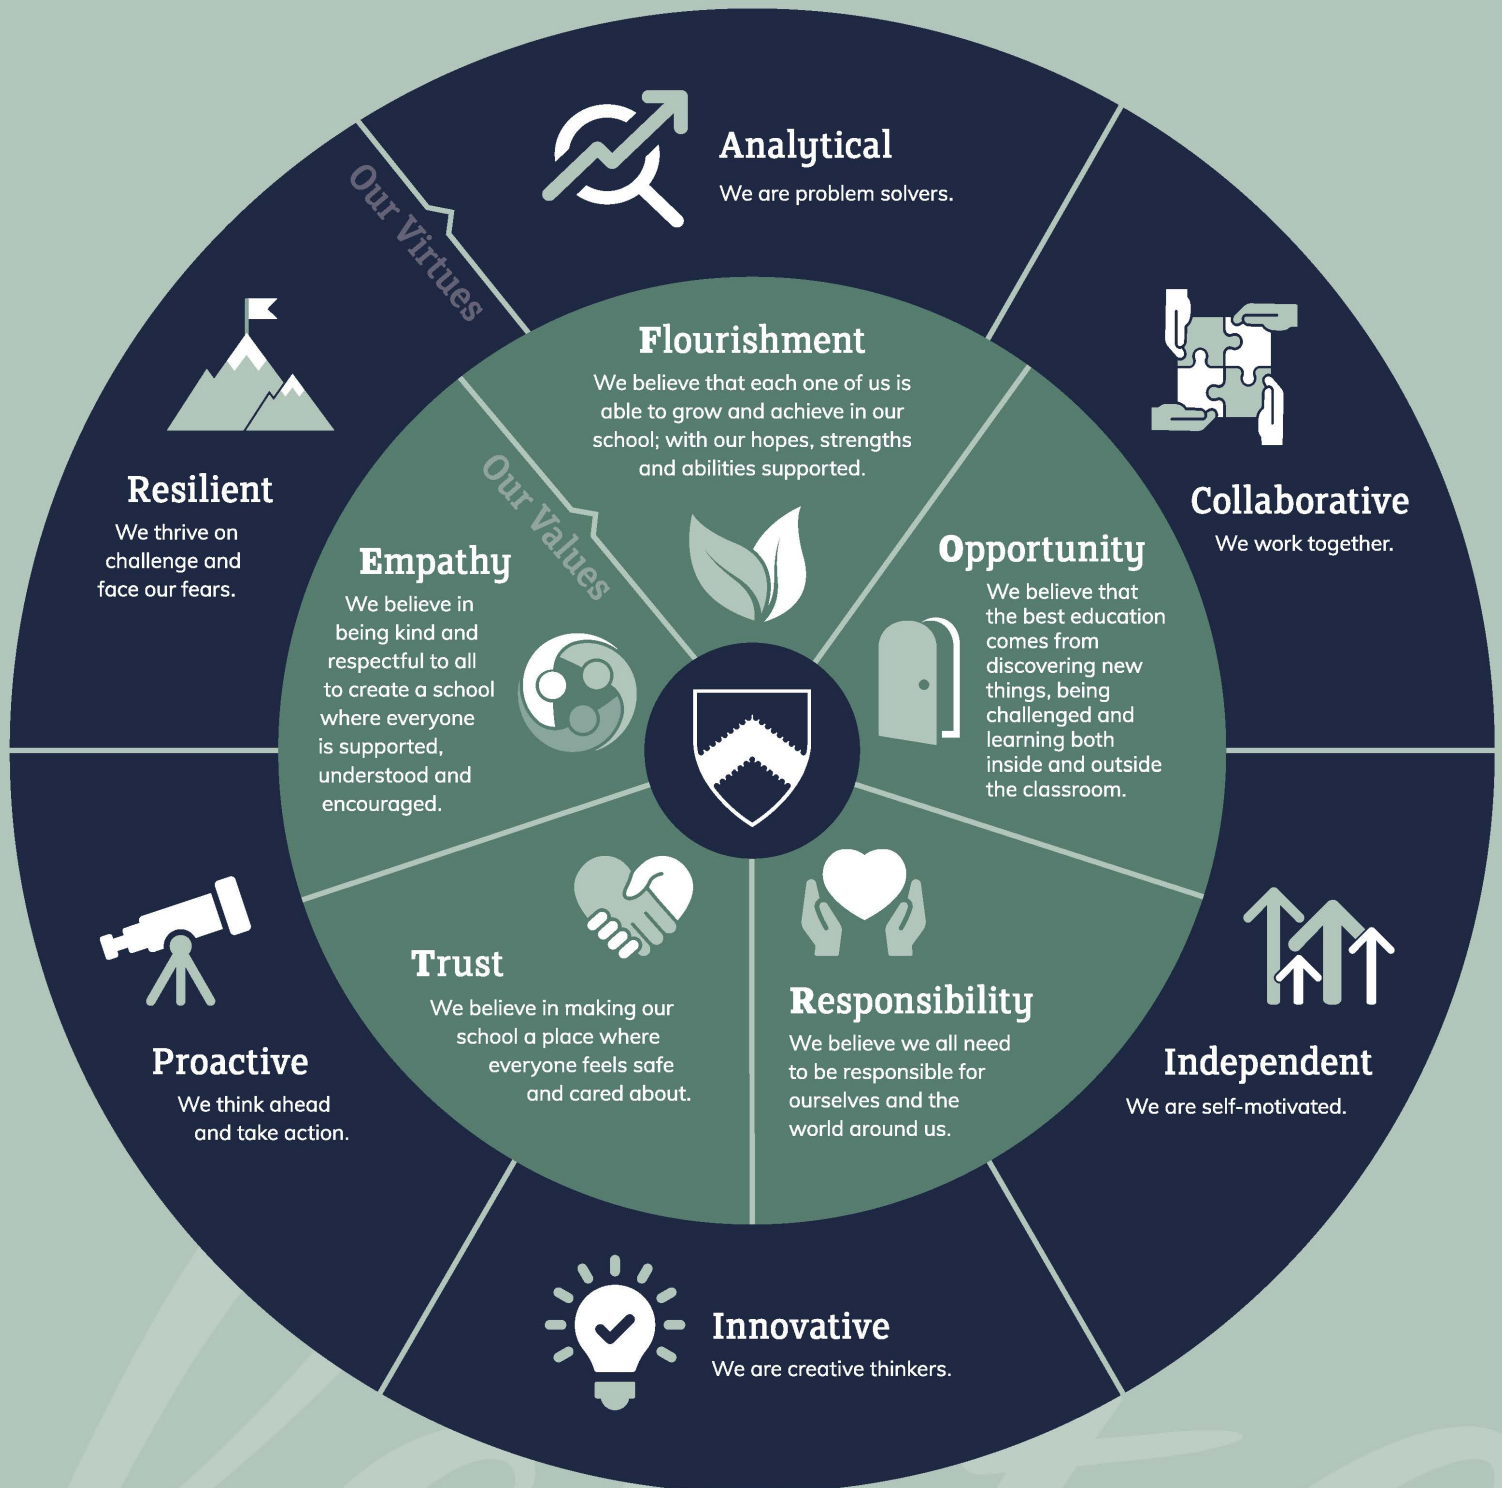 Our Virtues
Analytical
We are problem solvers.
Collaborative
We work together.
Independent
We are self-motivated.
Innovative
We are creative thinkers.
Proactive
We think ahead
and take action.
Resilient
We thrive on
challenge and
face our fears.
Our Values
Flourishment
We believe that each one of us is
able to grow and achieve in our
school; with our hopes, strengths
and abilities supported.
Opportunity
We believe that
the best education
comes from
discovering new
things, being
challenged and
learning both
inside and outside
the classroom.
Responsibility
We believe we all need
to be responsible for
ourselves and the
world around us.
Trust
We believe in making our
school a place where
everyone feels safe
and cared about.
Empathy
We believe in
being kind and
respectful to all
to create a school
where everyone
is supported,
understood and
encouraged.